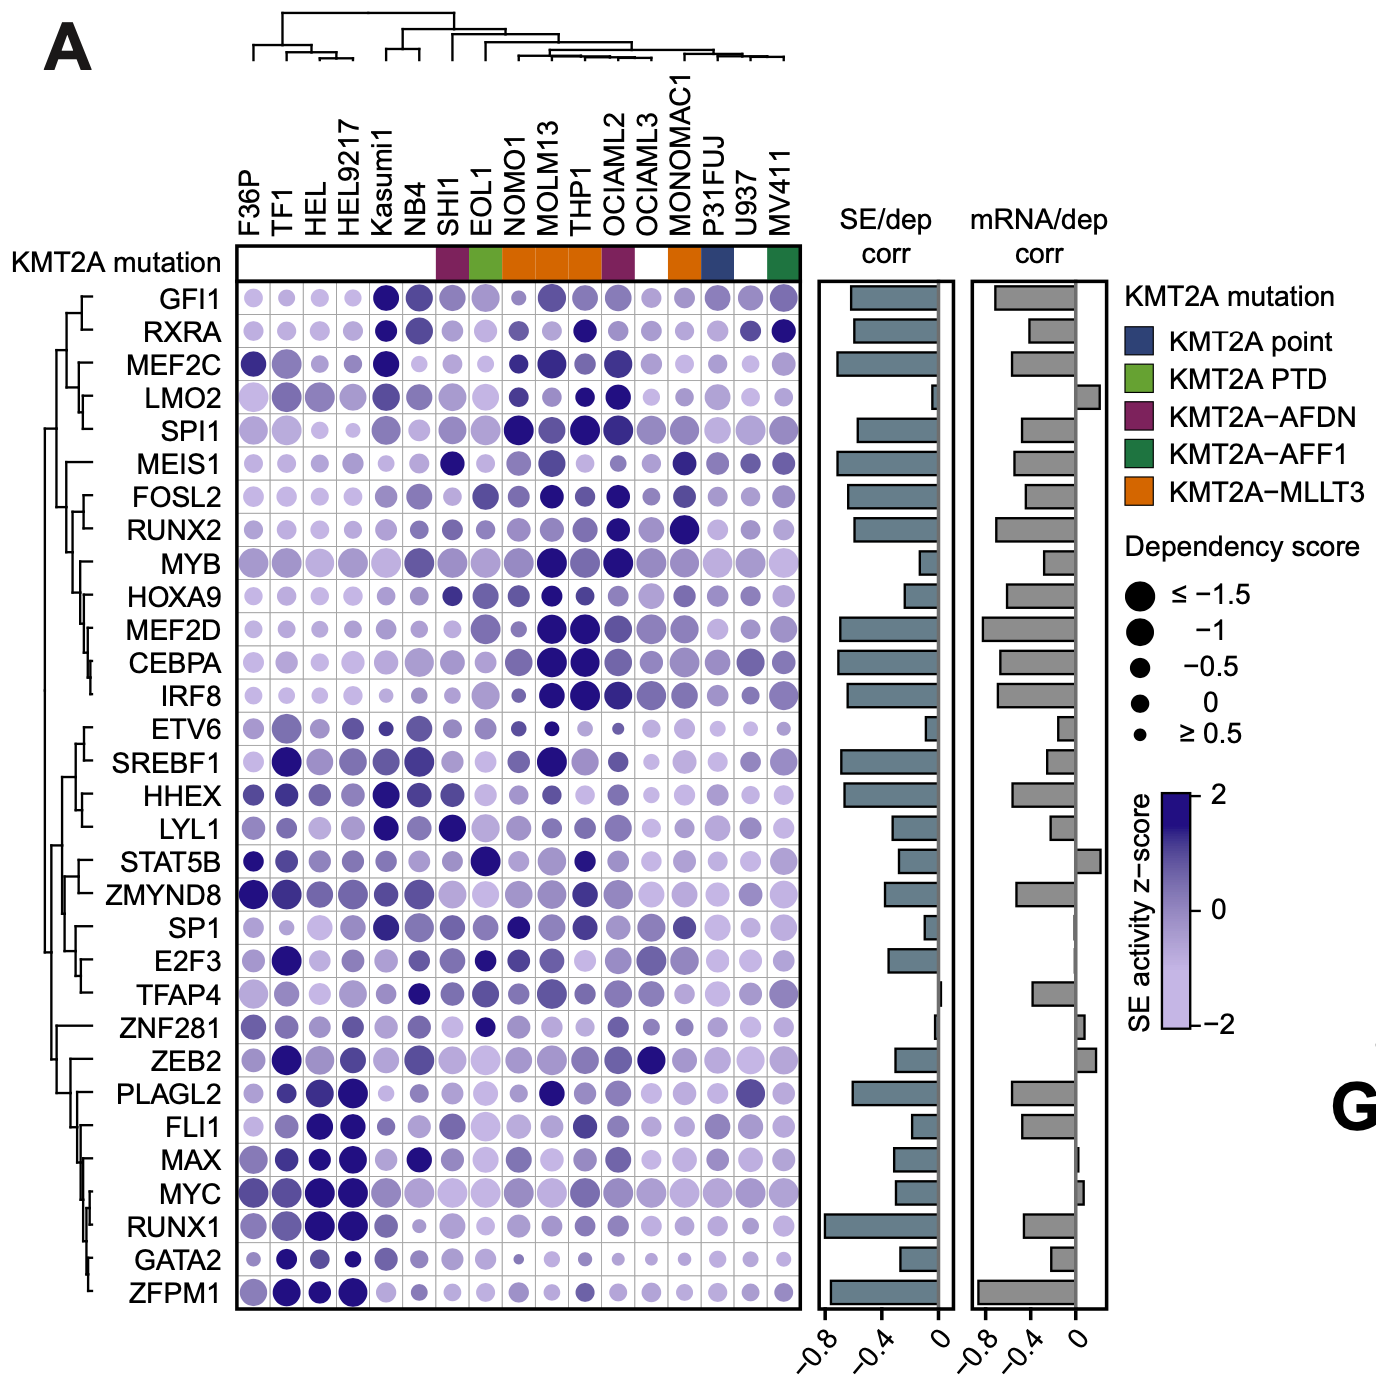 A
F36P
TF1
HEL
HEL9217
Kasumi1
NB4
SHI1
EOL1
NOMO1
MOLM13
THP1
OCIAML2
OCIAML3
MONOMAC1
P31FUJ
U937
MV411
KMT2A mutation
GFI1
RXRA
MEF2C
LMO2
SPI1
MEIS1
FOSL2
RUNX2
MYB
HOXA9
MEF2D
CEBPA
IRF8
ETV6
SREBF1
HHEX
LYL1
STAT5B
ZMYND8
SP1
E2F3
TFAP4
ZNF281
ZEB2
PLAGL2
FLI1
MAX
MYC
RUNX1
GATA2
ZFPM1
SE/dep
corr
−0.8
−0.4
0
mRNA/dep
corr
−0.8
−0.4
0
KMT2A mutation
KMT2A point
KMT2A PTD
KMT2A−AFDN
KMT2A−AFF1
KMT2A−MLLT3
Dependency score
≤ −1.5
−1
−0.5
0
≥ 0.5
SE activity z−score
2
0
−2
G